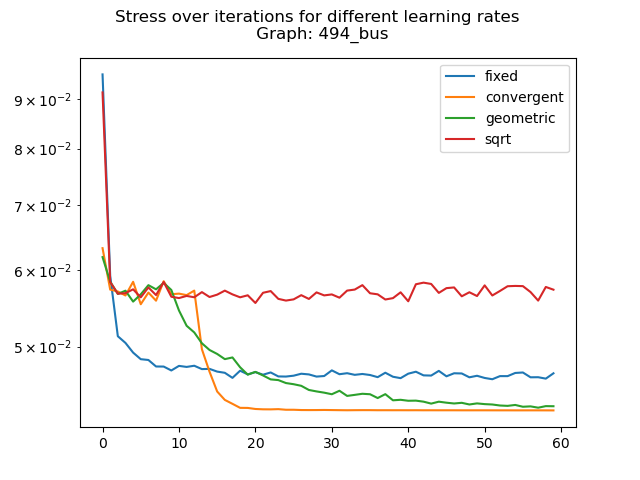 Stress over iterations for different learning rates
Graph: 494_bus
fixed
convergent
geometric
sqrt
9 × 10⁻²
8 × 10⁻²
7 × 10⁻²
6 × 10⁻²
5 × 10⁻²
0 10 20 30 40 50 60